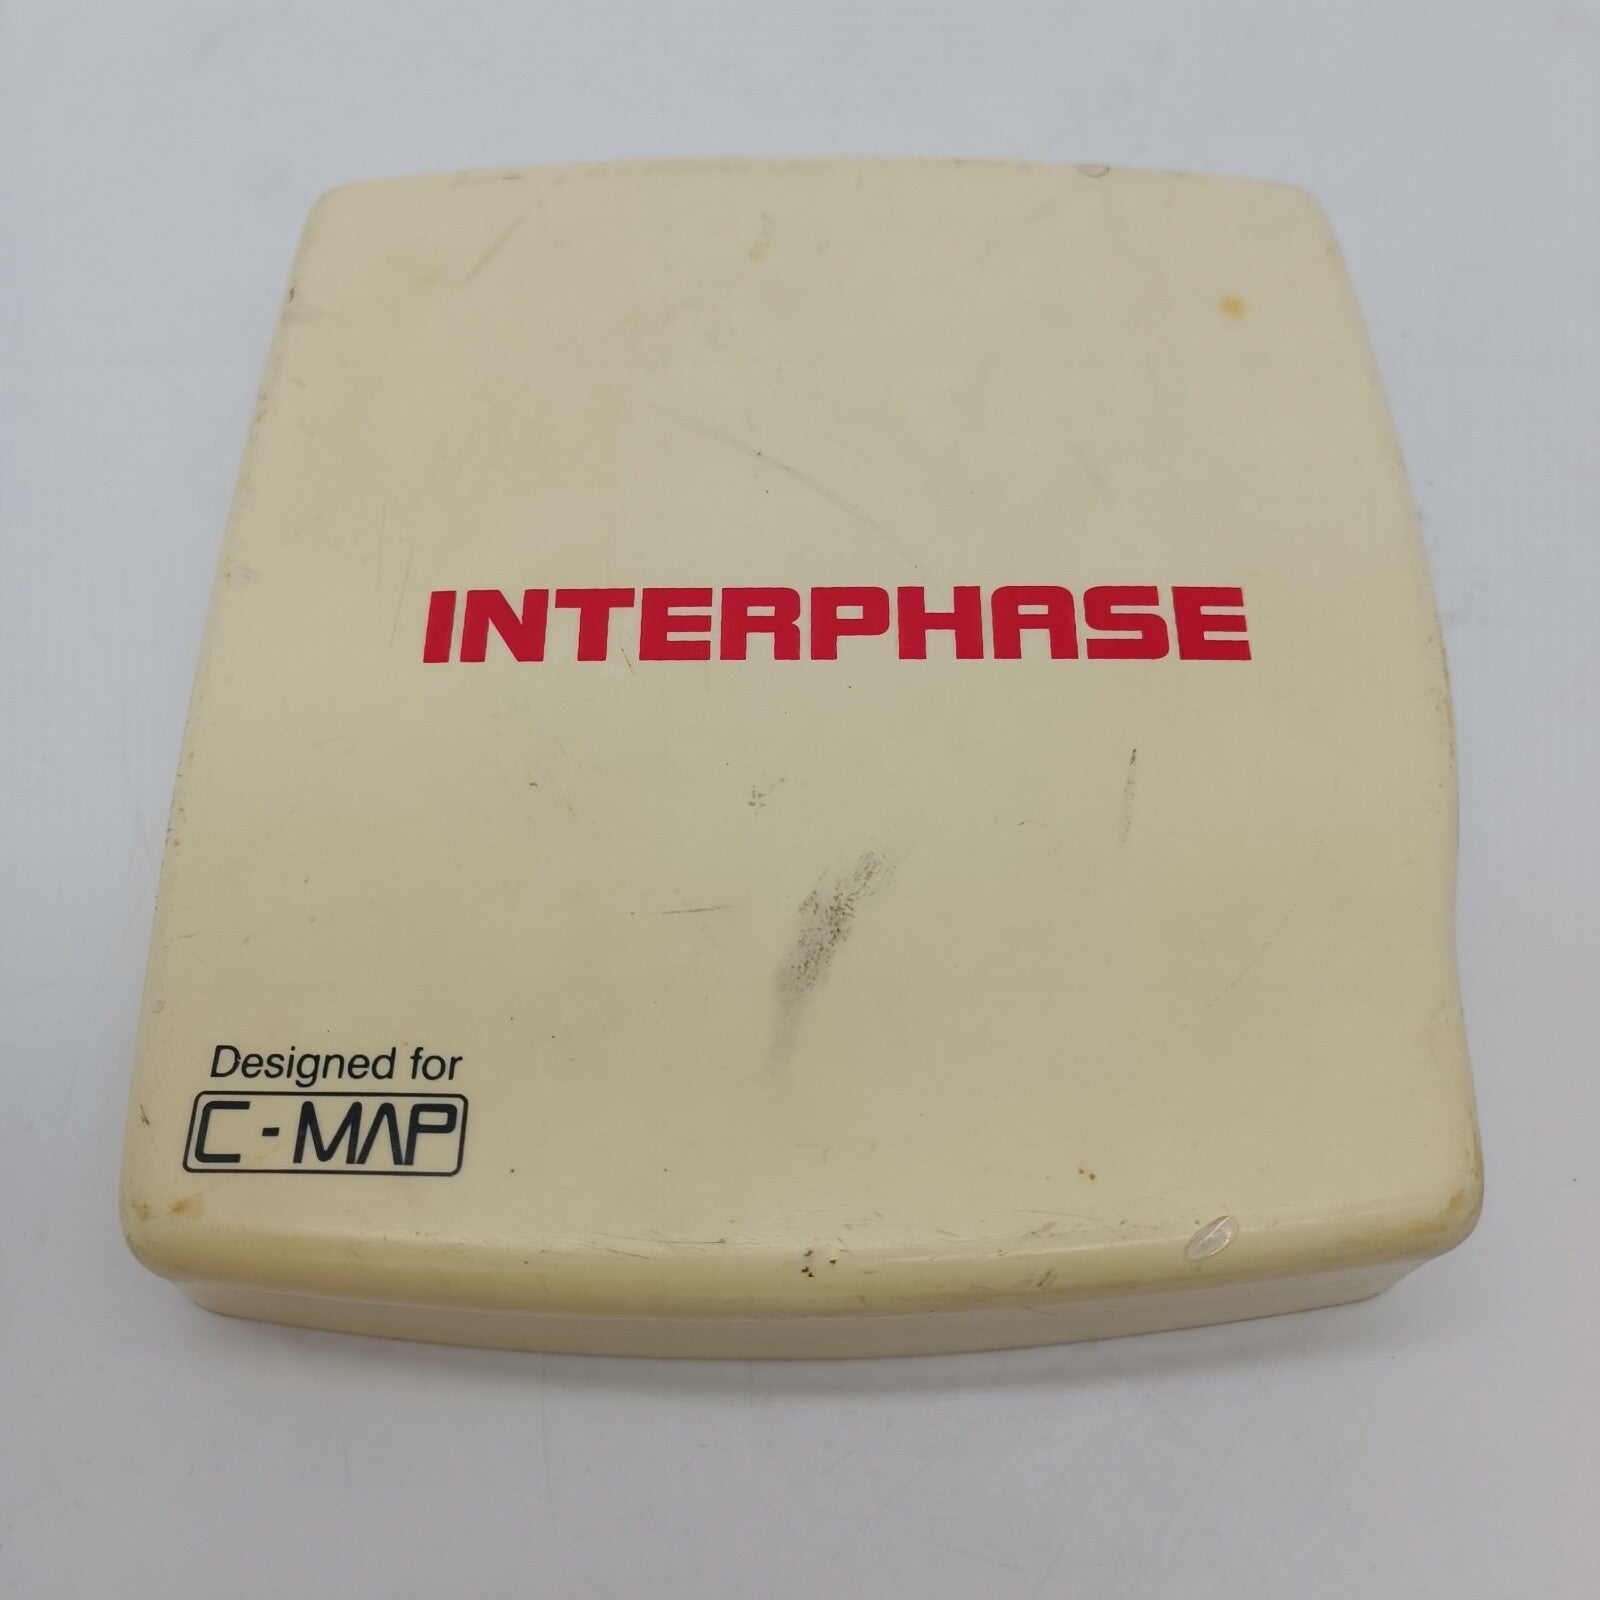 INTERPHASE
Designed for
C-MAP